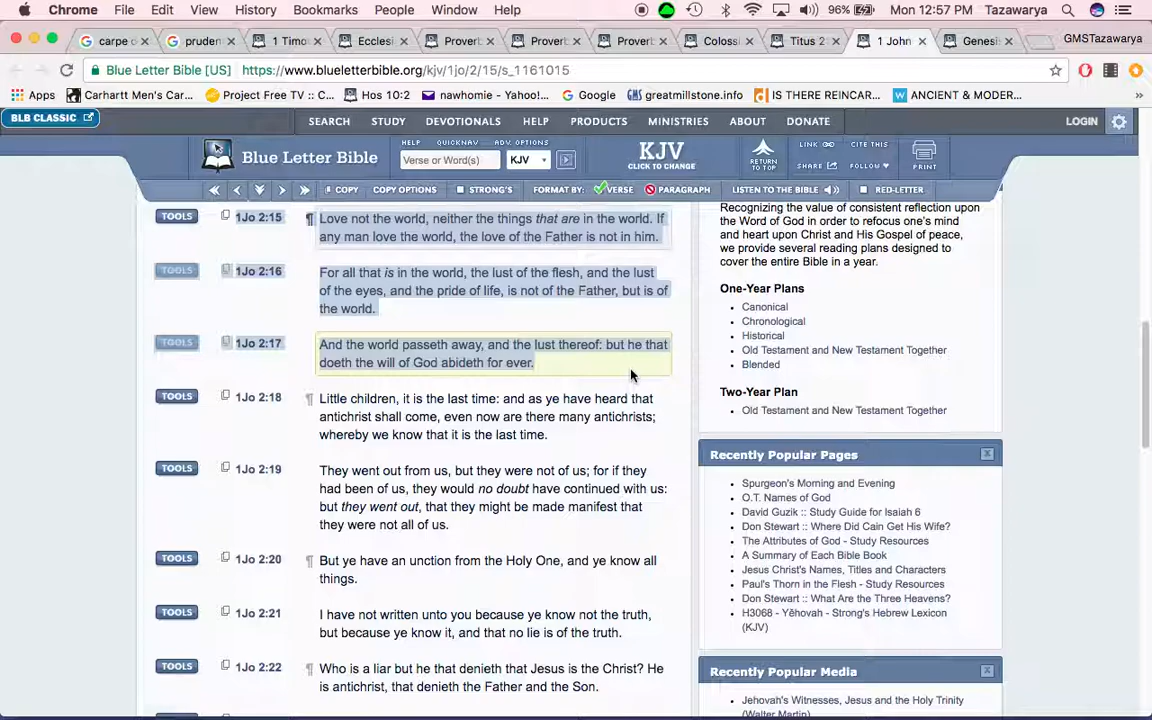 Chrome File Edit View History Bookmarks People Window Help 96% Mon 12:57 PM Tazawarya
carpe pruden 1 Timo Ecclesi Proverb Proverb Proverb Coloss Titus 2 1 John Genesi GMSTazawarya
Blue Letter Bible [US] https://www.blueletterbible.org/kjv/1jo/2/15/s_1161015
Apps Carhartt Men's Car... Project Free TV :: C... Hos 10:2 nawhomie - Yahoo!... Google greatmillstone.info IS THERE REINCAR... ANCIENT & MODER... »
BLB CLASSIC SEARCH STUDY DEVOTIONALS HELP PRODUCTS MINISTRIES ABOUT DONATE LOGIN
Blue Letter Bible
HELP QUICKNAV ADV. OPTIONS
Verse or Word(s) KJV
KJV
CLICK TO CHANGE
RETURN
TO TOP
LINK CITE THIS
SHARE FOLLOW
PRINT
COPY COPY OPTIONS STRONG'S FORMAT BY: VERSE PARAGRAPH LISTEN TO THE BIBLE RED-LETTER
TOOLS 1Jo 2:15 ¶ Love not the world, neither the things that are in the world. If
any man love the world, the love of the Father is not in him.
TOOLS 1Jo 2:16 For all that is in the world, the lust of the flesh, and the lust
of the eyes, and the pride of life, is not of the Father, but is of
the world.
TOOLS 1Jo 2:17 And the world passeth away, and the lust thereof: but he that
doeth the will of God abideth for ever.
TOOLS 1Jo 2:18 ¶ Little children, it is the last time: and as ye have heard that
antichrist shall come, even now are there many antichrists;
whereby we know that it is the last time.
TOOLS 1Jo 2:19 They went out from us, but they were not of us; for if they
had been of us, they would no doubt have continued with us:
but they went out, that they might be made manifest that
they were not all of us.
TOOLS 1Jo 2:20 ¶ But ye have an unction from the Holy One, and ye know all
things.
TOOLS 1Jo 2:21 I have not written unto you because ye know not the truth,
but because ye know it, and that no lie is of the truth.
TOOLS 1Jo 2:22 ¶ Who is a liar but he that denieth that Jesus is the Christ? He
is antichrist, that denieth the Father and the Son.
Recognizing the value of consistent reflection upon
the Word of God in order to refocus one's mind
and heart upon Christ and His Gospel of peace,
we provide several reading plans designed to
cover the entire Bible in a year.
One-Year Plans
Canonical
Chronological
Historical
Old Testament and New Testament Together
Blended
Two-Year Plan
Old Testament and New Testament Together
Recently Popular Pages
Spurgeon's Morning and Evening
O.T. Names of God
David Guzik :: Study Guide for Isaiah 6
Don Stewart :: Where Did Cain Get His Wife?
The Attributes of God - Study Resources
A Summary of Each Bible Book
Jesus Christ's Names, Titles and Characters
Paul's Thorn in the Flesh - Study Resources
Don Stewart :: What Are the Three Heavens?
H3068 - Yĕhovah - Strong's Hebrew Lexicon
(KJV)
Recently Popular Media
Jehovah's Witnesses, Jesus and the Holy Trinity
(Walter Martin)